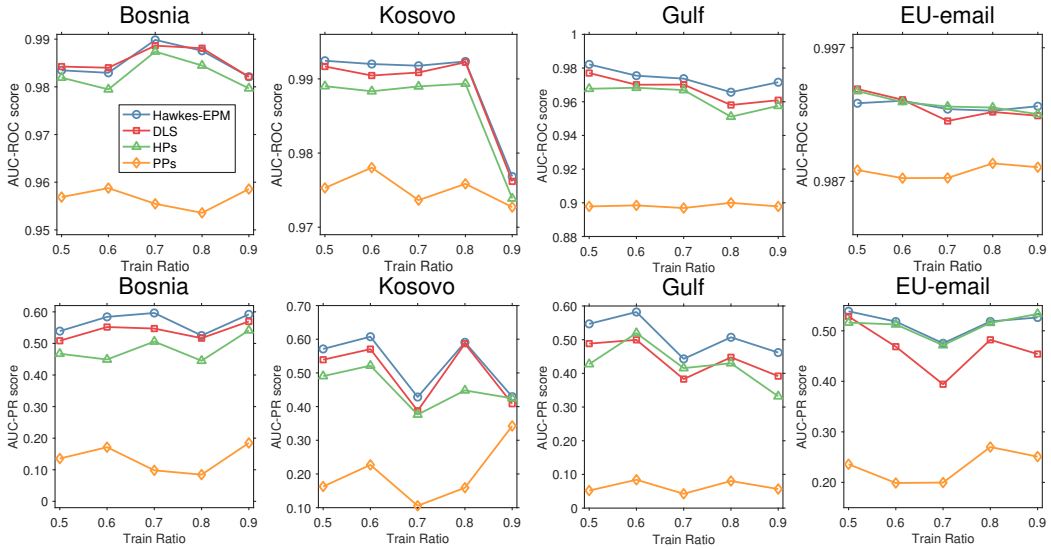 Bosnia
Kosovo
Gulf
EU-email
AUC-ROC score
0.99
0.98
0.97
0.96
0.95
Hawkes-EPM
DLS
HPs
PPs
0.5 0.6 0.7 0.8 0.9
Train Ratio
AUC-ROC score
0.99
0.98
0.97
0.5 0.6 0.7 0.8 0.9
Train Ratio
AUC-ROC score
1
0.98
0.96
0.94
0.92
0.9
0.88
0.5 0.6 0.7 0.8 0.9
Train Ratio
AUC-ROC score
0.997
0.987
0.5 0.6 0.7 0.8 0.9
Train Ratio
Bosnia
Kosovo
Gulf
EU-email
AUC-PR score
0.60
0.50
0.40
0.30
0.20
0.10
0
0.5 0.6 0.7 0.8 0.9
Train Ratio
AUC-PR score
0.70
0.60
0.50
0.40
0.30
0.20
0.10
0.5 0.6 0.7 0.8 0.9
Train Ratio
AUC-PR score
0.60
0.50
0.40
0.30
0.20
0.10
0
0.5 0.6 0.7 0.8 0.9
Train Ratio
AUC-PR score
0.50
0.40
0.30
0.20
0.5 0.6 0.7 0.8 0.9
Train Ratio